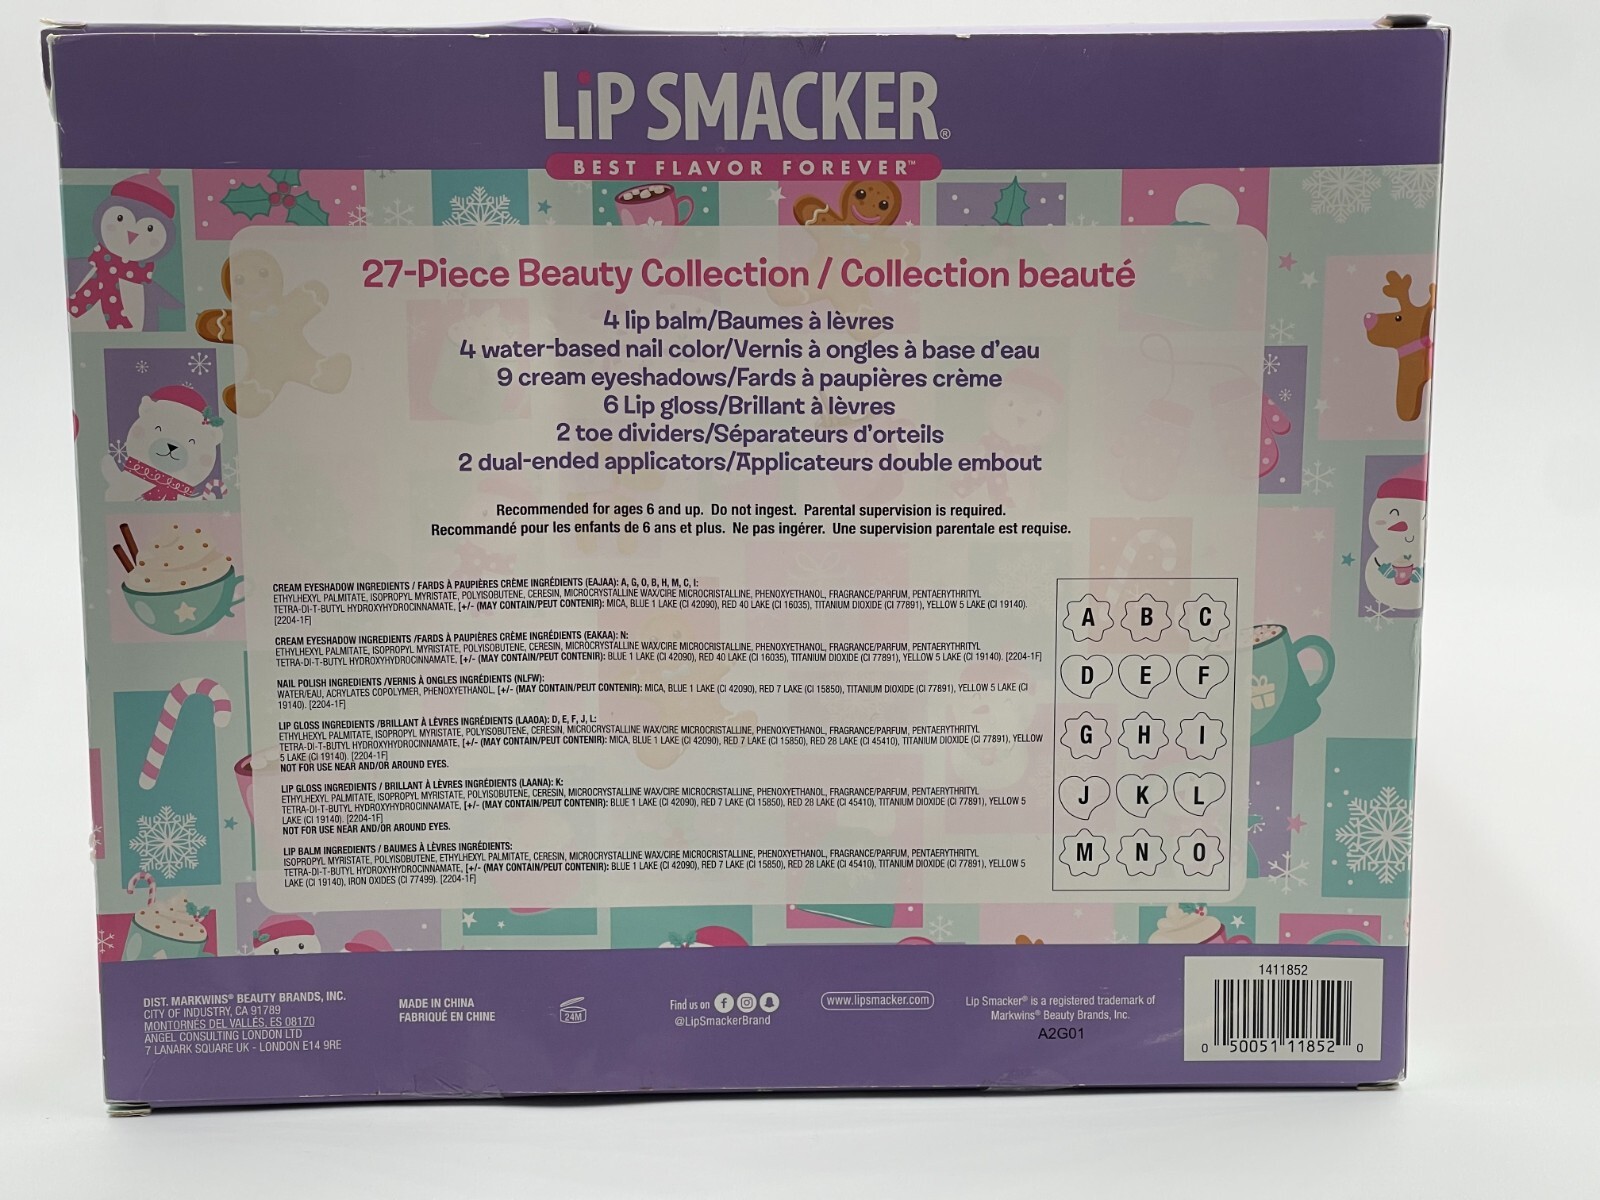 LiP SMACKER®
BEST FLAVOR FOREVER™
27-Piece Beauty Collection / Collection beauté
4 lip balm/Baumes à lèvres
4 water-based nail color/Vernis à ongles à base d'eau
9 cream eyeshadows/Fards à paupières crème
6 Lip gloss/Brillant à lèvres
2 toe dividers/Séparateurs d'orteils
2 dual-ended applicators/Applicateurs double embout
Recommended for ages 6 and up. Do not ingest. Parental supervision is required.
Recommandé pour les enfants de 6 ans et plus. Ne pas ingérer. Une supervision parentale est requise.
CREAM EYESHADOW INGREDIENTS / FARDS À PAUPIÈRES CRÈME INGRÉDIENTS (EAJAA): A, G, O, B, H, M, C, I:
ETHYLHEXYL PALMITATE, ISOPROPYL MYRISTATE, POLYISOBUTENE, CERESIN, MICROCRYSTALLINE WAX/CIRE MICROCRISTALLINE, PHENOXYETHANOL, FRAGRANCE/PARFUM, PENTAERYTHRITYL
TETRA-DI-T-BUTYL HYDROXYHYDROCINNAMATE, [+/- (MAY CONTAIN/PEUT CONTENIR): MICA, BLUE 1 LAKE (CI 42090), RED 40 LAKE (CI 16035), TITANIUM DIOXIDE (CI 77891), YELLOW 5 LAKE (CI 19140).
[2204-1F]
CREAM EYESHADOW INGREDIENTS /FARDS À PAUPIÈRES CRÈME INGRÉDIENTS (EAKAA): N:
ETHYLHEXYL PALMITATE, ISOPROPYL MYRISTATE, POLYISOBUTENE, CERESIN, MICROCRYSTALLINE WAX/CIRE MICROCRISTALLINE, PHENOXYETHANOL, FRAGRANCE/PARFUM, PENTAERYTHRITYL
TETRA-DI-T-BUTYL HYDROXYHYDROCINNAMATE, [+/- (MAY CONTAIN/PEUT CONTENIR): BLUE 1 LAKE (CI 42090), RED 40 LAKE (CI 16035), TITANIUM DIOXIDE (CI 77891), YELLOW 5 LAKE (CI 19140). [2204-1F]
NAIL POLISH INGREDIENTS /VERNIS À ONGLES INGRÉDIENTS (NLFW):
WATER/EAU, ACRYLATES COPOLYMER, PHENOXYETHANOL, [+/- (MAY CONTAIN/PEUT CONTENIR): MICA, BLUE 1 LAKE (CI 42090), RED 7 LAKE (CI 15850), TITANIUM DIOXIDE (CI 77891), YELLOW 5 LAKE (CI
19140). [2204-1F]
LIP GLOSS INGREDIENTS /BRILLANT À LÈVRES INGRÉDIENTS (LAAOA): D, E, F, J, L:
ETHYLHEXYL PALMITATE, ISOPROPYL MYRISTATE, POLYISOBUTENE, CERESIN, MICROCRYSTALLINE WAX/CIRE MICROCRISTALLINE, PHENOXYETHANOL, FRAGRANCE/PARFUM, PENTAERYTHRITYL
TETRA-DI-T-BUTYL HYDROXYHYDROCINNAMATE, [+/- (MAY CONTAIN/PEUT CONTENIR): MICA, BLUE 1 LAKE (CI 42090), RED 7 LAKE (CI 15850), RED 28 LAKE (CI 45410), TITANIUM DIOXIDE (CI 77891), YELLOW
5 LAKE (CI 19140). [2204-1F]
NOT FOR USE NEAR AND/OR AROUND EYES.
LIP GLOSS INGREDIENTS / BRILLANT À LÈVRES INGRÉDIENTS (LAANA): K:
ETHYLHEXYL PALMITATE, ISOPROPYL MYRISTATE, POLYISOBUTENE, CERESIN, MICROCRYSTALLINE WAX/CIRE MICROCRISTALLINE, PHENOXYETHANOL, FRAGRANCE/PARFUM, PENTAERYTHRITYL
TETRA-DI-T-BUTYL HYDROXYHYDROCINNAMATE, [+/- (MAY CONTAIN/PEUT CONTENIR): BLUE 1 LAKE (CI 42090), RED 7 LAKE (CI 15850), RED 28 LAKE (CI 45410), TITANIUM DIOXIDE (CI 77891), YELLOW 5
LAKE (CI 19140). [2204-1F]
NOT FOR USE NEAR AND/OR AROUND EYES.
LIP BALM INGREDIENTS / BAUMES À LÈVRES INGRÉDIENTS:
ISOPROPYL MYRISTATE, POLYISOBUTENE, ETHYLHEXYL PALMITATE, CERESIN, MICROCRYSTALLINE WAX/CIRE MICROCRISTALLINE, PHENOXYETHANOL, FRAGRANCE/PARFUM, PENTAERYTHRITYL
TETRA-DI-T-BUTYL HYDROXYHYDROCINNAMATE, [+/- (MAY CONTAIN/PEUT CONTENIR): BLUE 1 LAKE (CI 42090), RED 7 LAKE (CI 15850), RED 28 LAKE (CI 45410), TITANIUM DIOXIDE (CI 77891), YELLOW 5
LAKE (CI 19140), IRON OXIDES (CI 77499). [2204-1F]
A B C
D E F
G H I
J K L
M N O
DIST. MARKWINS® BEAUTY BRANDS, INC.
CITY OF INDUSTRY, CA 91789
MONTORNÉS DEL VALLÉS, ES 08170
ANGEL CONSULTING LONDON LTD
7 LANARK SQUARE UK - LONDON E14 9RE
MADE IN CHINA
FABRIQUÉ EN CHINE
24M
Find us on
@LipSmackerBrand
www.lipsmacker.com
Lip Smacker® is a registered trademark of
Markwins® Beauty Brands, Inc.
A2G01
1411852
0 50051 11852 0